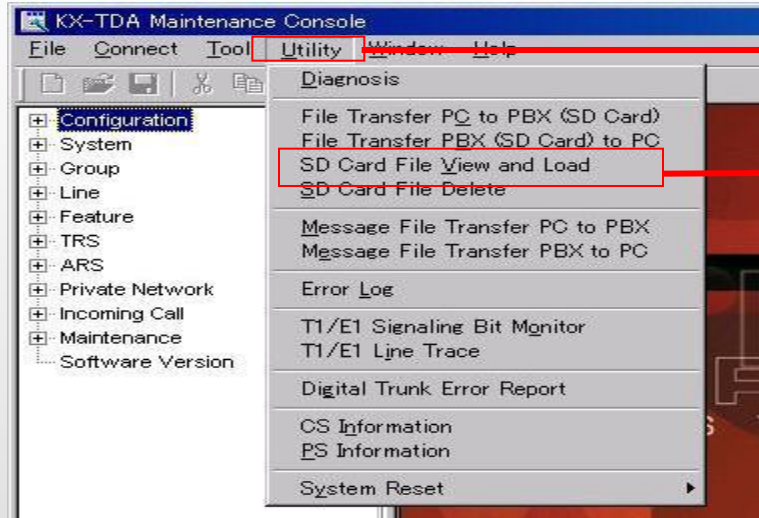 KX-TDA Maintenance Console
File Connect Tool Utility Window Help
Diagnosis
File Transfer PC to PBX (SD Card)
File Transfer PBX (SD Card) to PC
SD Card File View and Load
SD Card File Delete
Message File Transfer PC to PBX
Message File Transfer PBX to PC
Error Log
T1/E1 Signaling Bit Monitor
T1/E1 Line Trace
Digital Trunk Error Report
CS Information
PS Information
System Reset
Configuration
System
Group
Line
Feature
TRS
ARS
Private Network
Incoming Call
Maintenance
Software Version